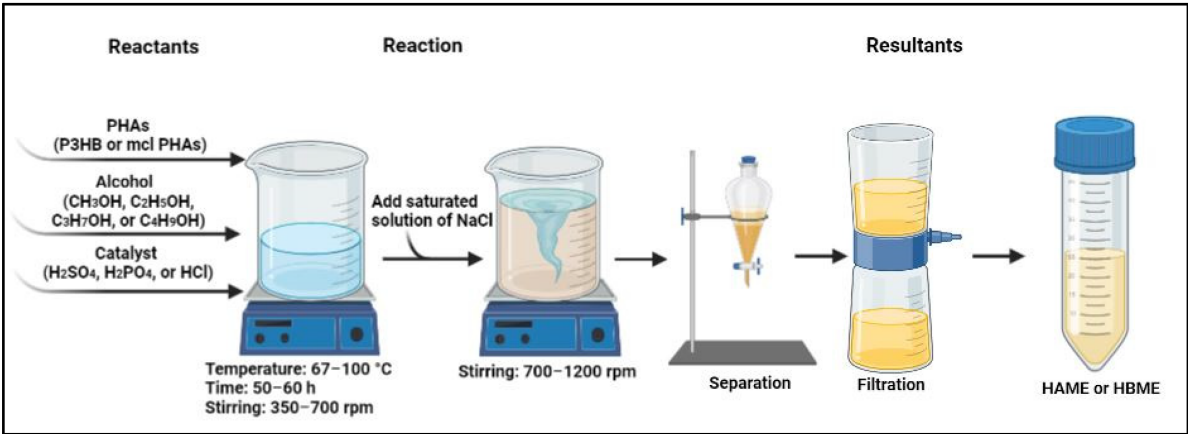 Reactants
Reaction
Resultants
PHAs
(P3HB or mcl PHAs)
Alcohol
(CH3OH, C2H5OH,
C3H7OH, or C4H9OH)
Catalyst
(H2SO4, H2PO4, or HCl)
Temperature: 67–100 °C
Time: 50–60 h
Stirring: 350–700 rpm
Add saturated
solution of NaCl
Stirring: 700–1200 rpm
Separation
Filtration
HAME or HBME